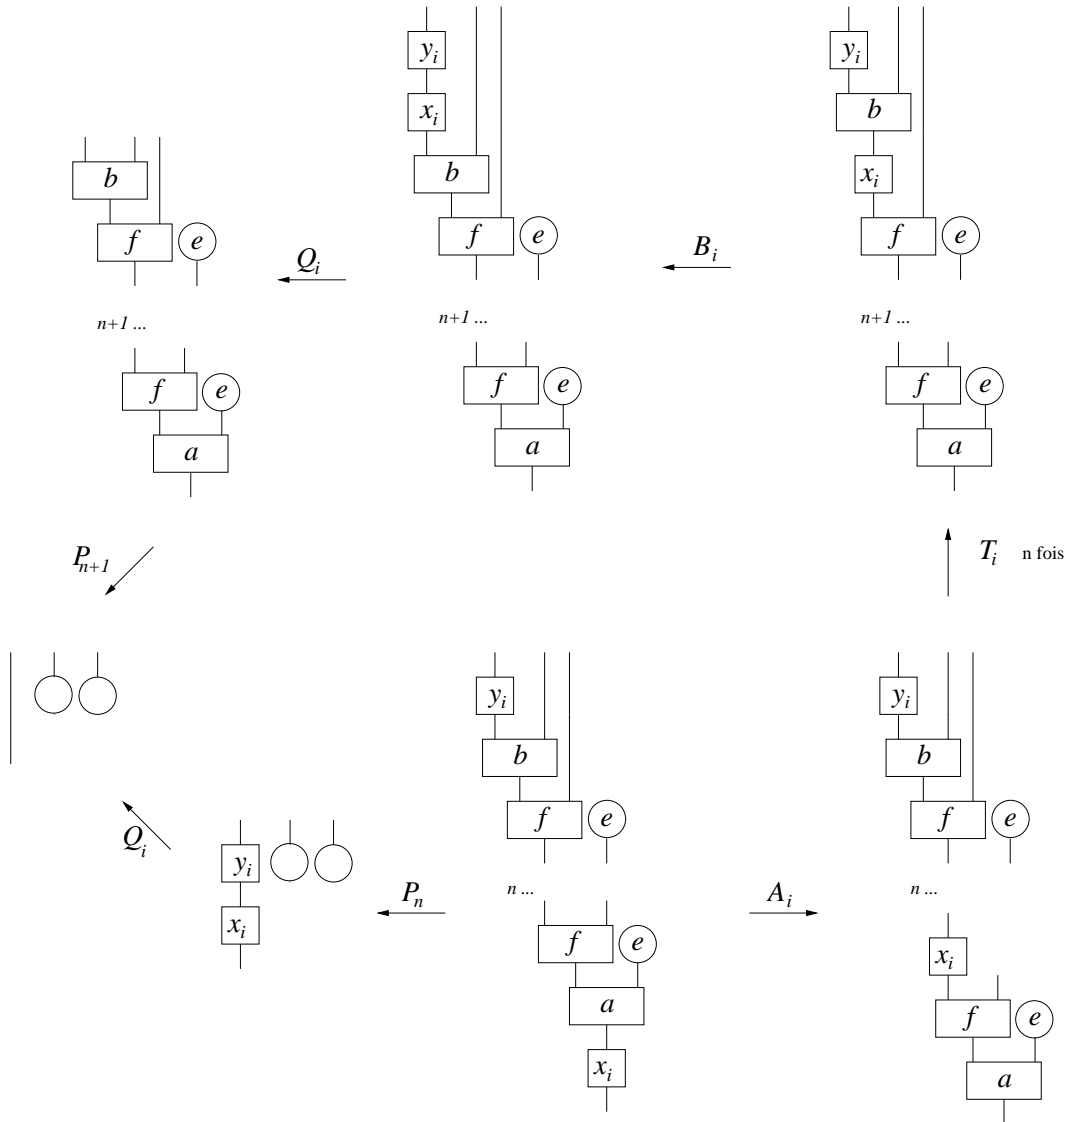 y_i
y_i
x_i
b
b
b
x_i
f e
f e
f e
Q_i
B_i
n+1 ...
n+1 ...
n+1 ...
f e
f e
f e
a
a
a
P_{n+1}
T_i n fois
y_i
y_i
b
b
f e
f e
Q_i
y_i
x_i
P_n
n ...
A_i
n ...
f e
x_i
a
f e
x_i
a